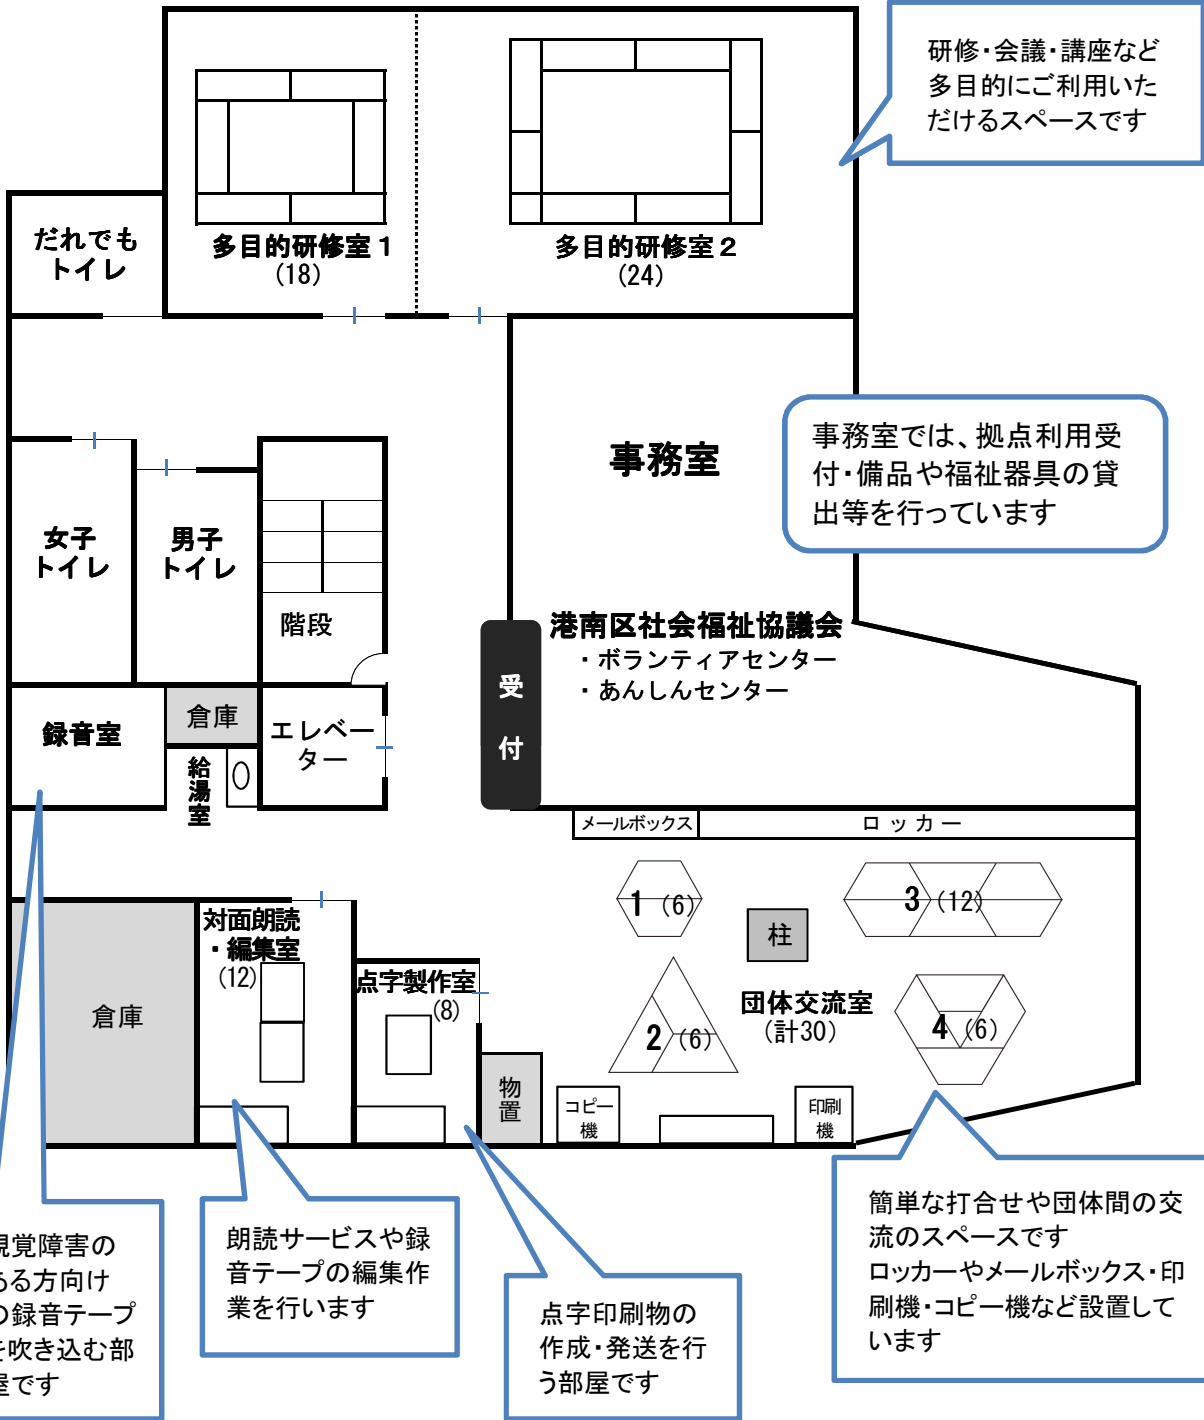 研修・会議・講座など
多目的にご利用いた
だけるスペースです
だれでも
トイレ
多目的研修室１
(18)
多目的研修室２
(24)
事務室
事務室では、拠点利用受
付・備品や福祉器具の貸
出等を行っています
女子
トイレ
男子
トイレ
階段
港南区社会福祉協議会
・ボランティアセンター
・あんしんセンター
受付
録音室
倉庫
エレベー
ター
給湯室
メールボックス
ロッカー
1 (6)
3 (12)
柱
対面朗読
・編集室
(12)
点字製作室
(8)
倉庫
団体交流室
(計30)
2 (6)
4 (6)
物置
コピー
機
印刷
機
視覚障害の
ある方向け
の録音テープ
を吹き込む部
屋です
朗読サービスや録
音テープの編集作
業を行います
点字印刷物の
作成・発送を行
う部屋です
簡単な打合せや団体間の交
流のスペースです
ロッカーやメールボックス・印
刷機・コピー機など設置して
います